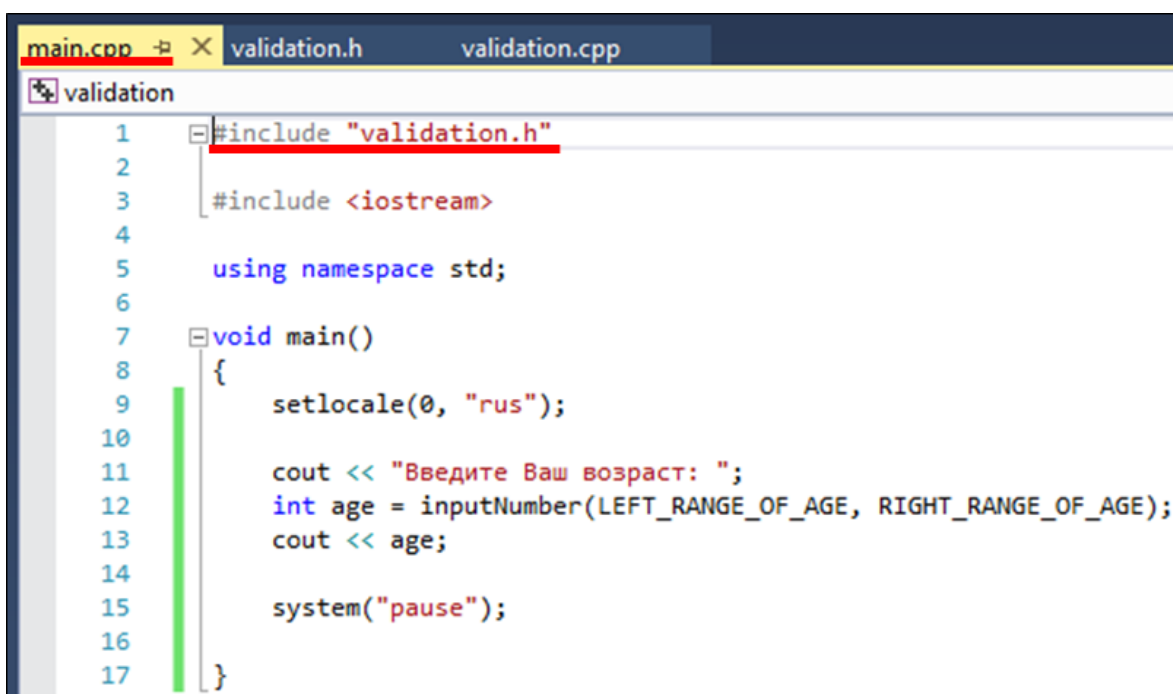 main.cpp validation.h validation.cpp
validation
1 #include "validation.h"
2
3 #include <iostream>
4
5 using namespace std;
6
7 void main()
8 {
9 setlocale(0, "rus");
10
11 cout << "Введите Ваш возраст: ";
12 int age = inputNumber(LEFT_RANGE_OF_AGE, RIGHT_RANGE_OF_AGE);
13 cout << age;
14
15 system("pause");
16
17 }